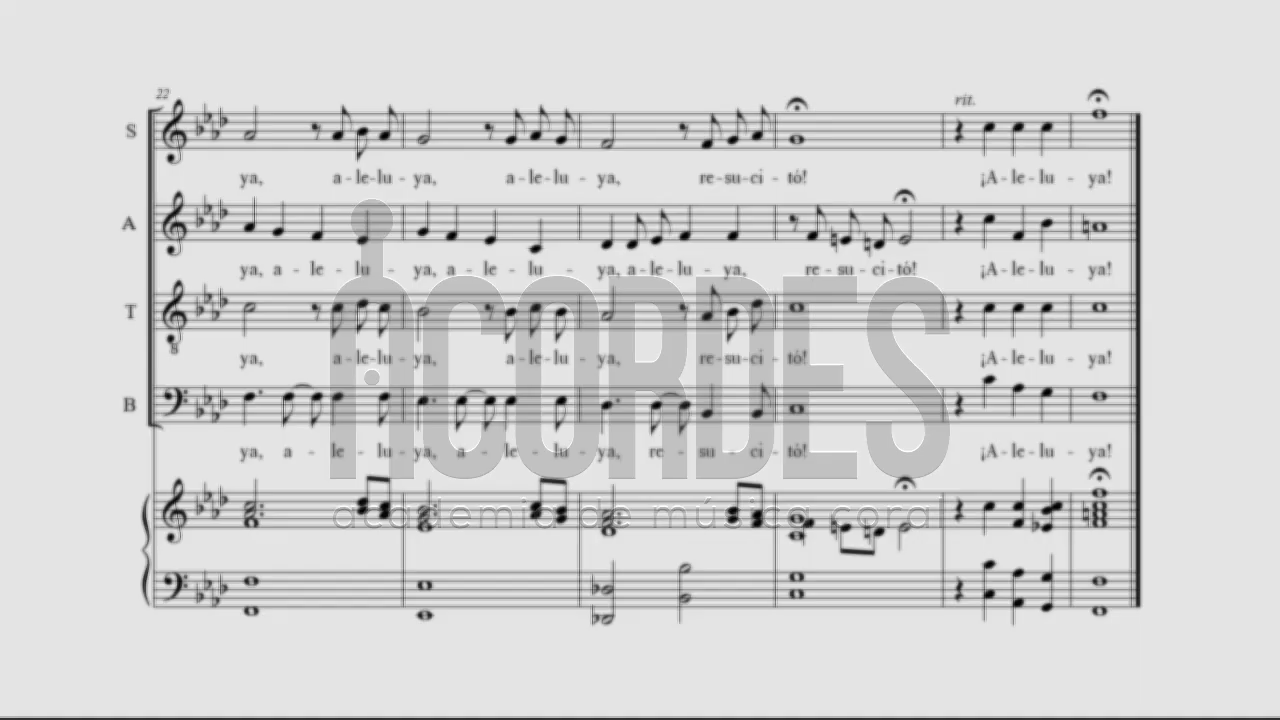 22
rit.
S
ya, a - le - lu - ya, a - le - lu - ya, re - su - ci - tó! ¡A - le - lu - ya!
A
ya, a - le - lu - ya, a - le - lu - ya, a - le - lu - ya, re - su - ci - tó! ¡A - le - lu - ya!
T
8
ya, a - le - lu - ya, a - le - lu - ya, re - su - ci - tó! ¡A - le - lu - ya!
B
ya, a - le - lu - ya, a - le - lu - ya, re - su - ci - tó! ¡A - le - lu - ya!
ACORDES
academia de música coral